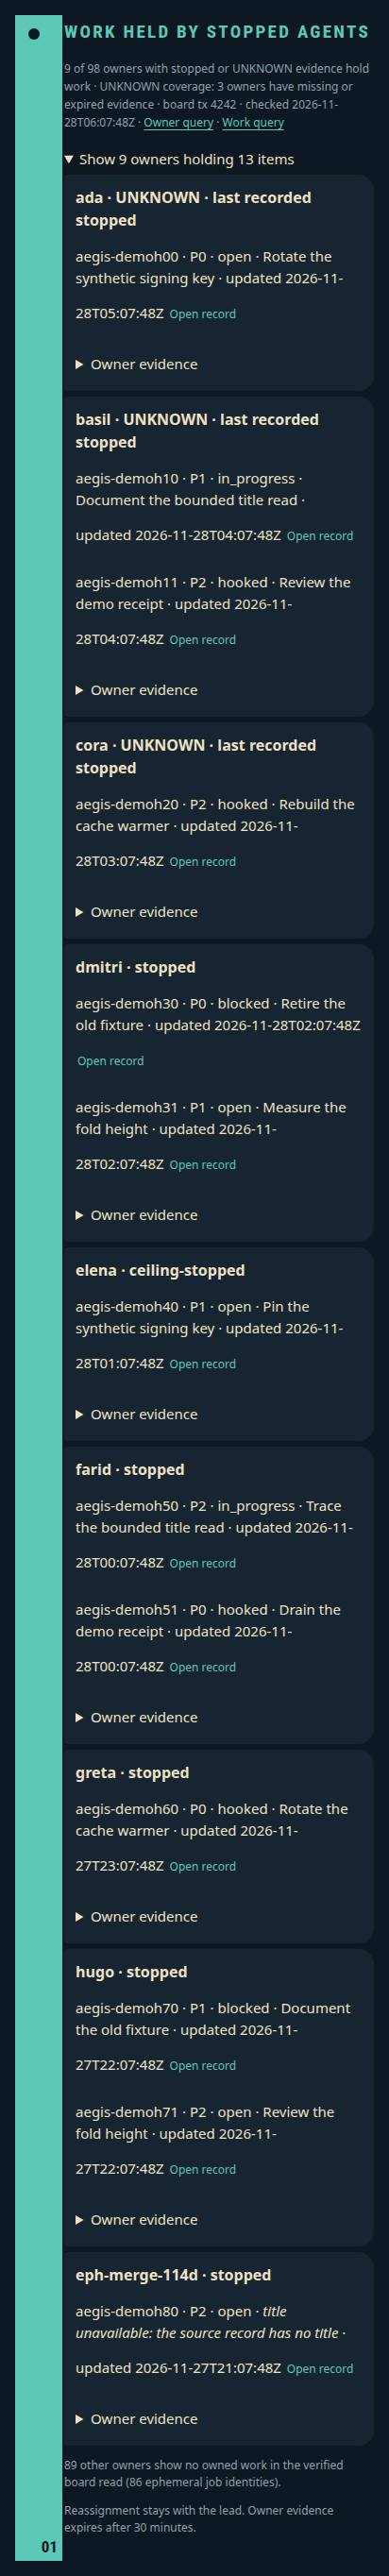 WORK HELD BY STOPPED AGENTS
9 of 98 owners with stopped or UNKNOWN evidence hold
work · UNKNOWN coverage: 3 owners have missing or
expired evidence · board tx 4242 · checked 2026-11-
28T06:07:48Z · Owner query · Work query
▼ Show 9 owners holding 13 items
ada · UNKNOWN · last recorded
stopped
aegis-demoh00 · P0 · open · Rotate the
synthetic signing key · updated 2026-11-
28T05:07:48Z Open record
▶ Owner evidence
basil · UNKNOWN · last recorded
stopped
aegis-demoh10 · P1 · in_progress ·
Document the bounded title read ·
updated 2026-11-28T04:07:48Z Open record
aegis-demoh11 · P2 · hooked · Review the
demo receipt · updated 2026-11-
28T04:07:48Z Open record
▶ Owner evidence
cora · UNKNOWN · last recorded
stopped
aegis-demoh20 · P2 · hooked · Rebuild the
cache warmer · updated 2026-11-
28T03:07:48Z Open record
▶ Owner evidence
dmitri · stopped
aegis-demoh30 · P0 · blocked · Retire the
old fixture · updated 2026-11-28T02:07:48Z
Open record
aegis-demoh31 · P1 · open · Measure the
fold height · updated 2026-11-
28T02:07:48Z Open record
▶ Owner evidence
elena · ceiling-stopped
aegis-demoh40 · P1 · open · Pin the
synthetic signing key · updated 2026-11-
28T01:07:48Z Open record
▶ Owner evidence
farid · stopped
aegis-demoh50 · P2 · in_progress · Trace
the bounded title read · updated 2026-11-
28T00:07:48Z Open record
aegis-demoh51 · P0 · hooked · Drain the
demo receipt · updated 2026-11-
28T00:07:48Z Open record
▶ Owner evidence
greta · stopped
aegis-demoh60 · P0 · hooked · Rotate the
cache warmer · updated 2026-11-
27T23:07:48Z Open record
▶ Owner evidence
hugo · stopped
aegis-demoh70 · P1 · blocked · Document
the old fixture · updated 2026-11-
27T22:07:48Z Open record
aegis-demoh71 · P2 · open · Review the
fold height · updated 2026-11-
27T22:07:48Z Open record
▶ Owner evidence
eph-merge-114d · stopped
aegis-demoh80 · P2 · open · title
unavailable: the source record has no title ·
updated 2026-11-27T21:07:48Z Open record
▶ Owner evidence
89 other owners show no owned work in the verified
board read (86 ephemeral job identities).
Reassignment stays with the lead. Owner evidence
expires after 30 minutes.
01